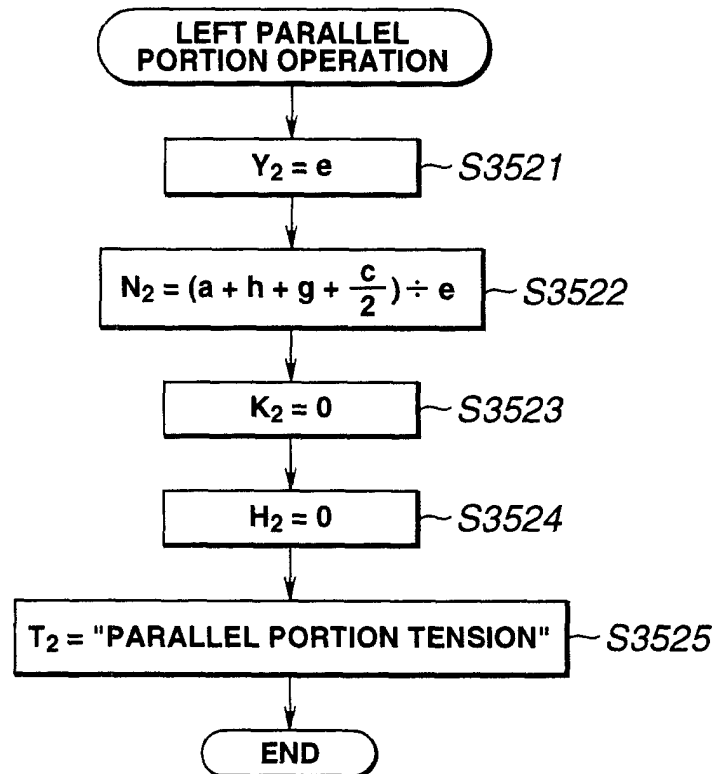 LEFT PARALLEL
PORTION OPERATION
Y₂ = e
S3521
N₂ = (a + h + g + c/2) ÷ e
S3522
K₂ = 0
S3523
H₂ = 0
S3524
T₂ = "PARALLEL PORTION TENSION"
S3525
END